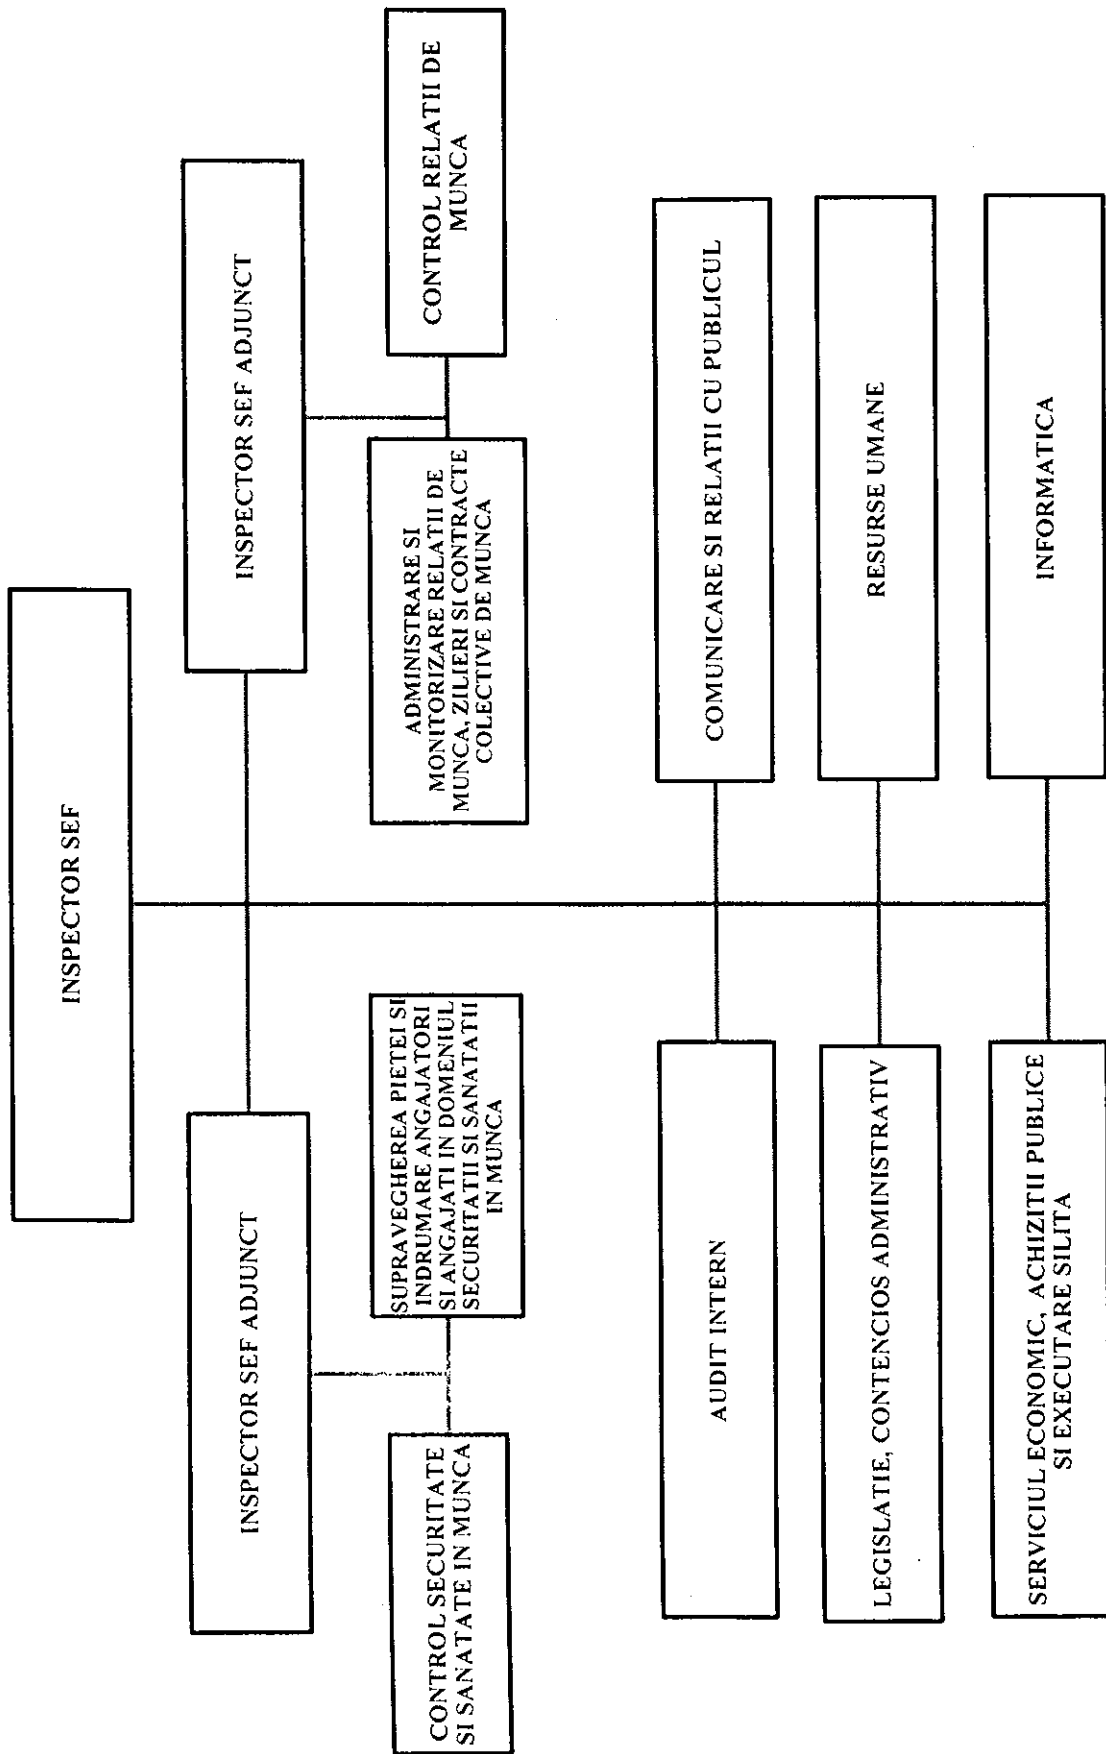 INSPECTOR SEF
INSPECTOR SEF ADJUNCT
INSPECTOR SEF ADJUNCT
CONTROL SECURITATE
SI SANATATE IN MUNCA
SUPRAVEGHEREA PIETEI SI
INDRUMARE ANGAJATORI
SI ANGAJATI IN DOMENIUL
SECURITATII SI SANATATII
IN MUNCA
ADMINISTRARE SI
MONITORIZARE RELATII DE
MUNCA, ZILIERI SI CONTRACTE
COLECTIVE DE MUNCA
CONTROL RELATII DE
MUNCA
AUDIT INTERN
COMUNICARE SI RELATII CU PUBLICUL
LEGISLATIE, CONTENCIOS ADMINISTRATIV
RESURSE UMANE
SERVICIUL ECONOMIC, ACHIZITII PUBLICE
SI EXECUTARE SILITA
INFORMATICA